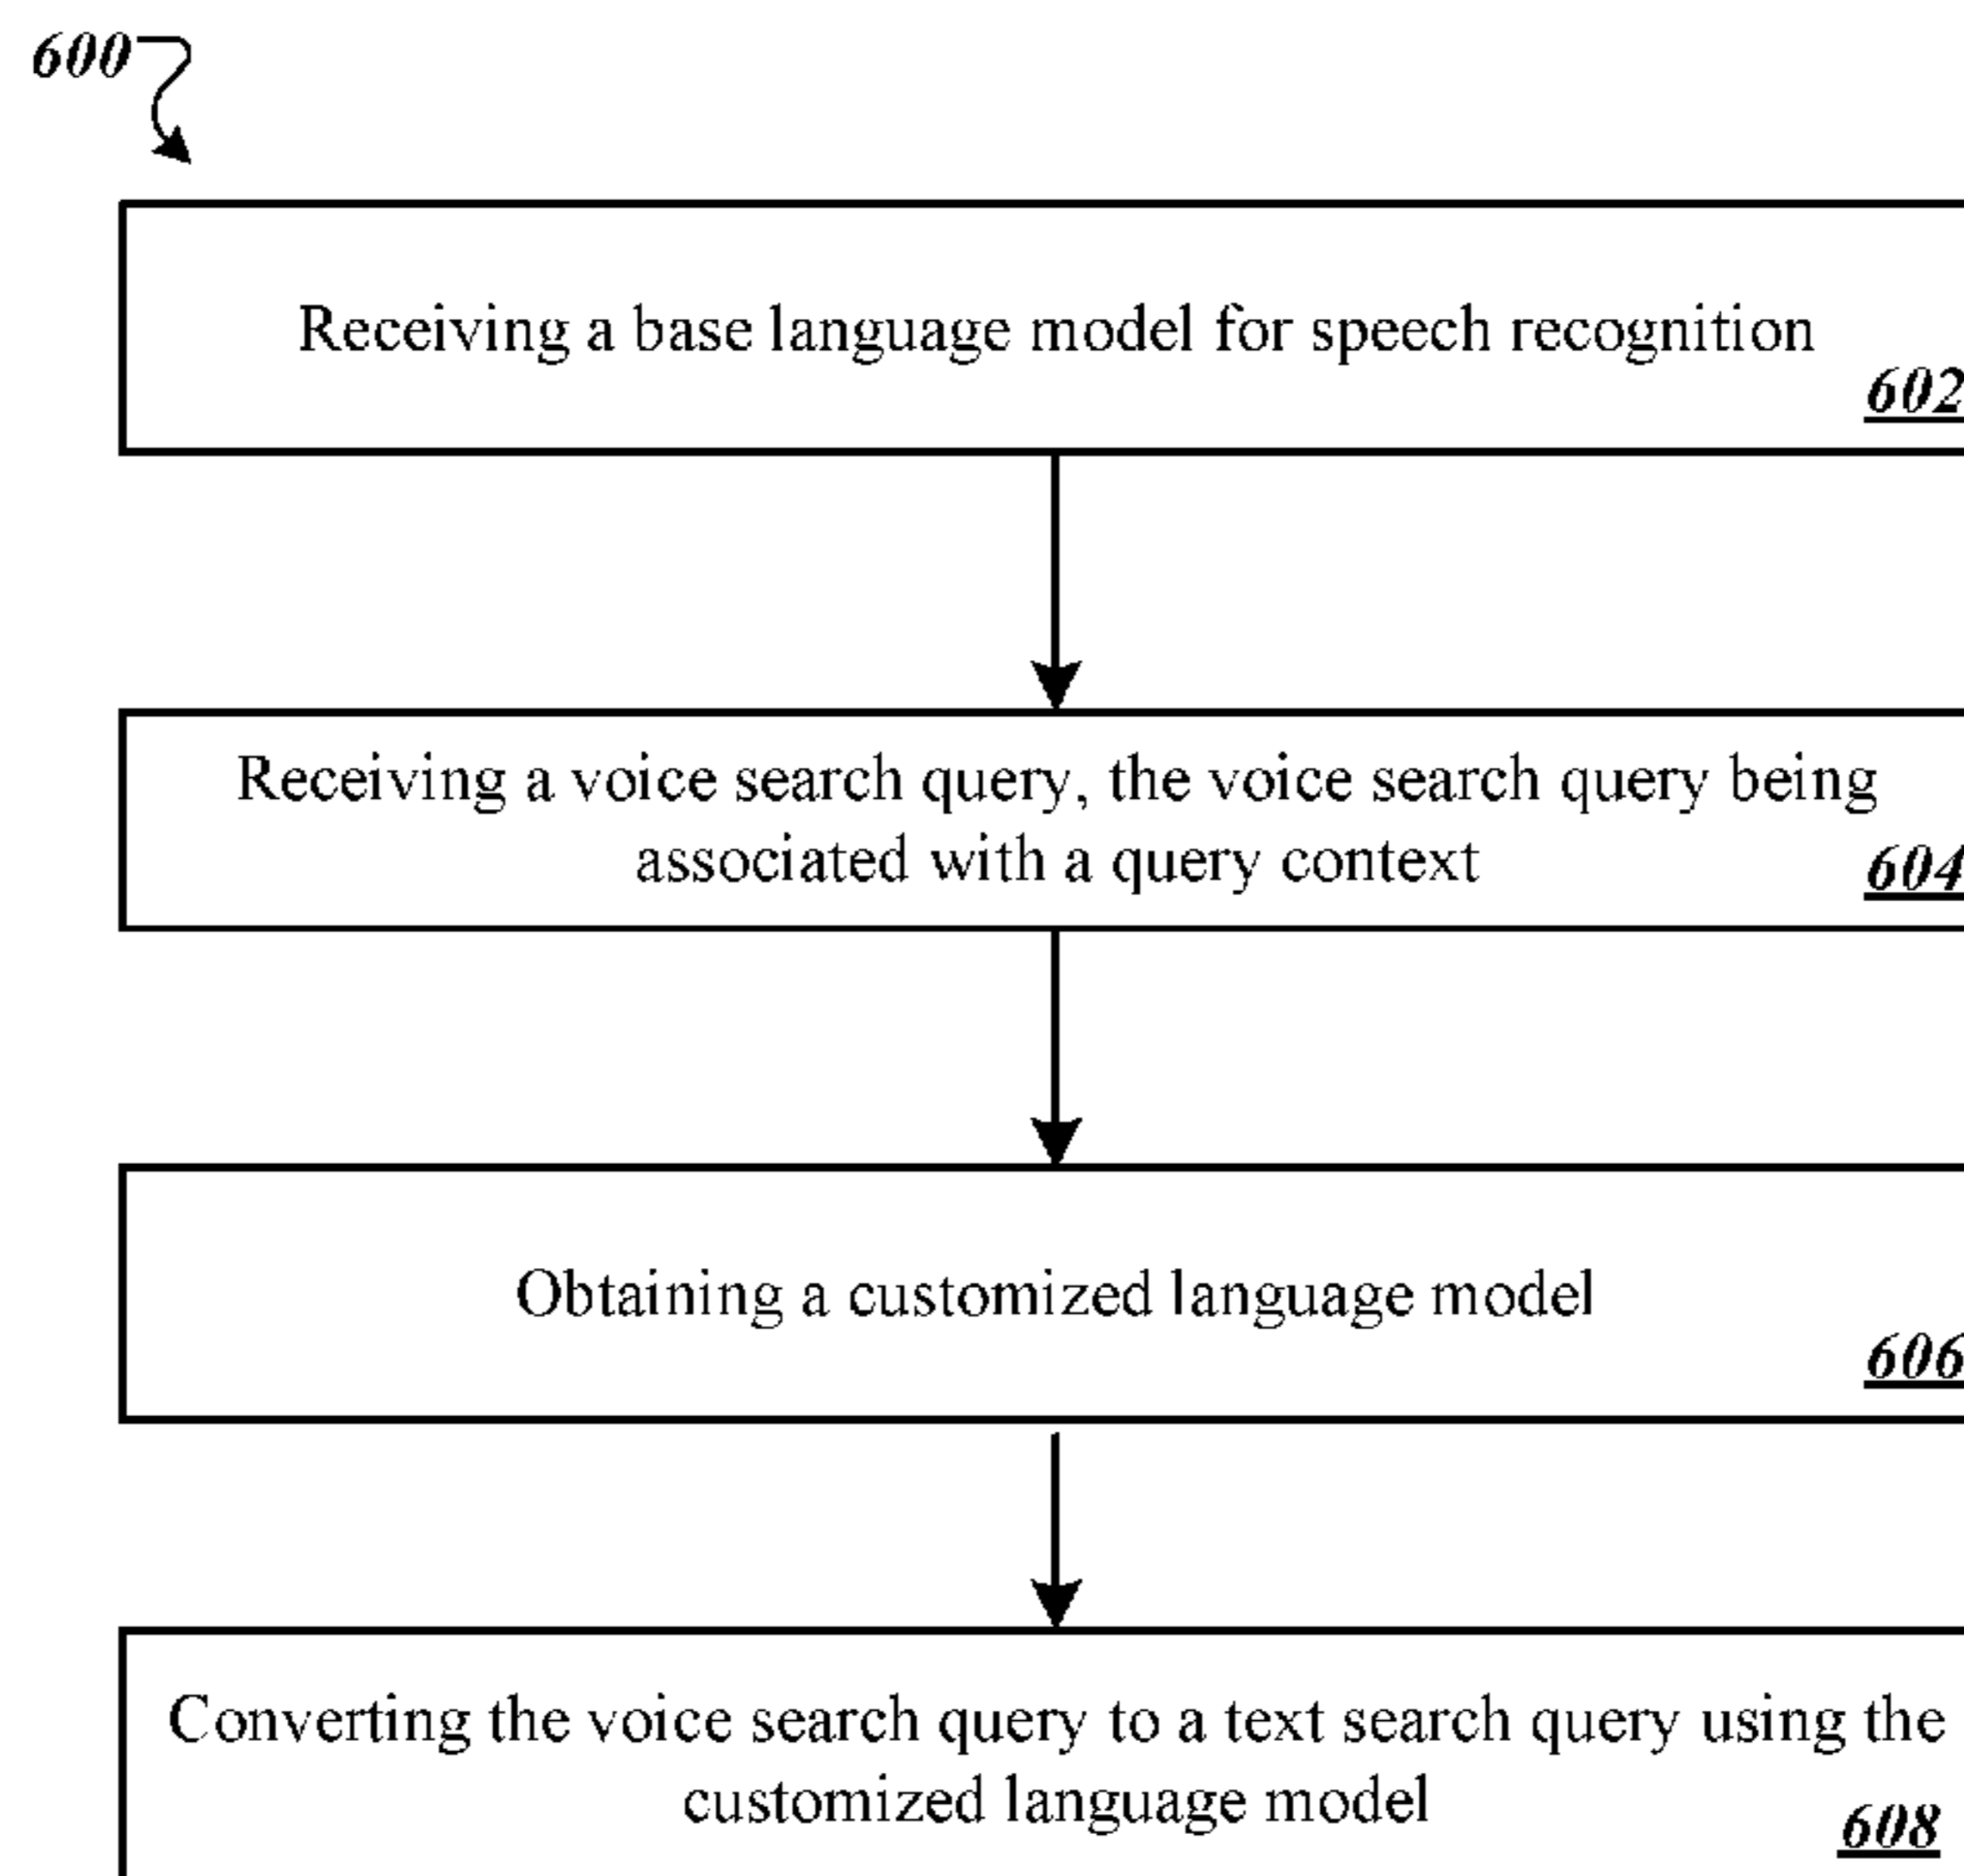 600
Receiving a base language model for speech recognition
602
Receiving a voice search query, the voice search query being
associated with a query context
604
Obtaining a customized language model
606
Converting the voice search query to a text search query using the
customized language model
608